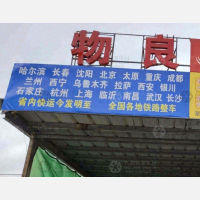 物良
哈尔滨 长春 沈阳 北京 太原 重庆 成都
兰州 西宁 乌鲁木齐 拉萨 西安 银川
石家庄 杭州 上海 临沂 南昌 武汉 长沙
省内快运今发明至 全国各地铁路整车